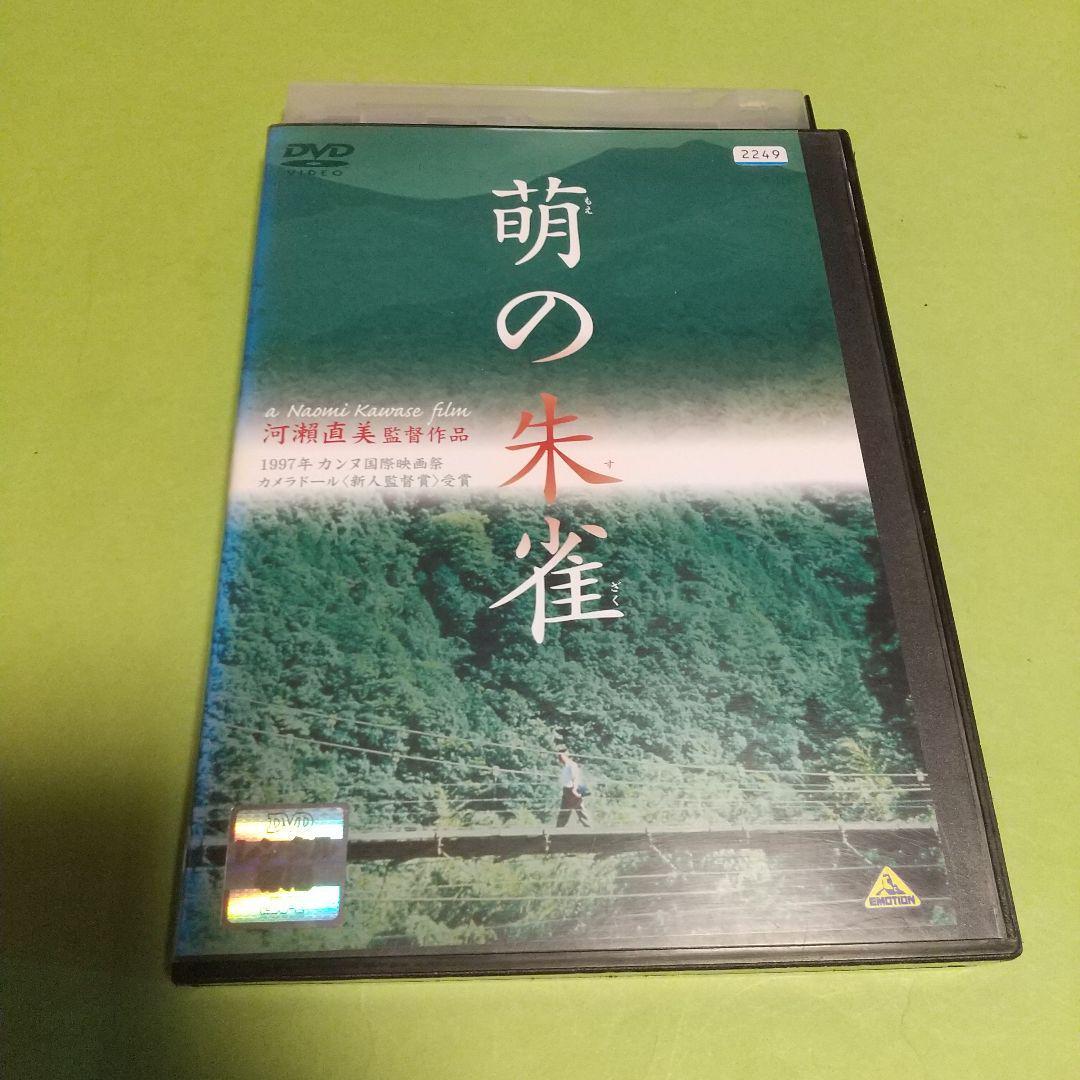 DVD
VIDEO
2249
萌の朱雀
もえ
す
ざく
a Naomi Kawase film
河瀨直美監督作品
1997年 カンヌ国際映画祭
カメラドール〈新人監督賞〉受賞
EMOTION